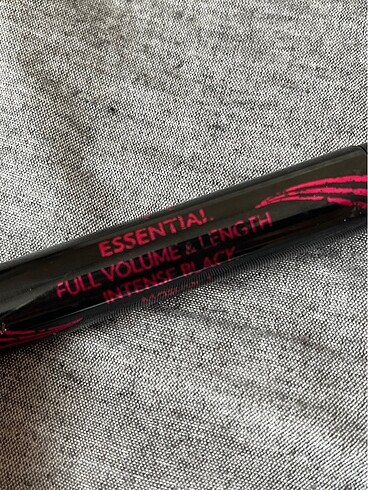 ESSENTIAL
FULL VOLUME & LENGTH
INTENSE BLACK